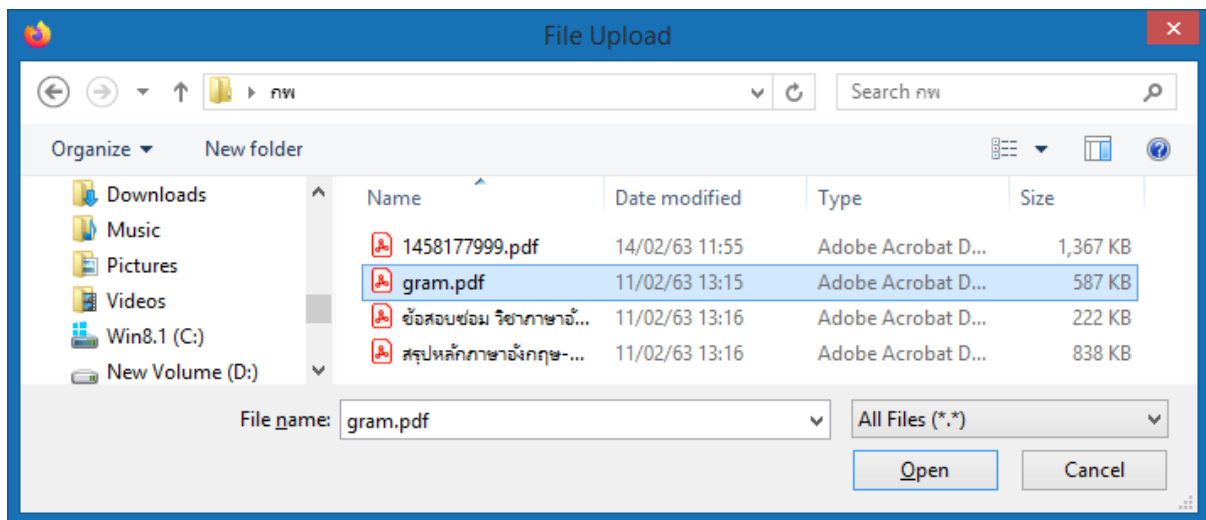 File Upload
กพ
Search กพ
Organize
New folder
Downloads
Music
Pictures
Videos
Win8.1 (C:)
New Volume (D:)
Name Date modified Type Size
1458177999.pdf 14/02/63 11:55 Adobe Acrobat D... 1,367 KB
gram.pdf 11/02/63 13:15 Adobe Acrobat D... 587 KB
ข้อสอบซ่อม วิชาภาษาอั... 11/02/63 13:16 Adobe Acrobat D... 222 KB
สรุปหลักภาษาอังกฤษ-... 11/02/63 13:16 Adobe Acrobat D... 838 KB
File name: gram.pdf All Files (*.*)
Open Cancel